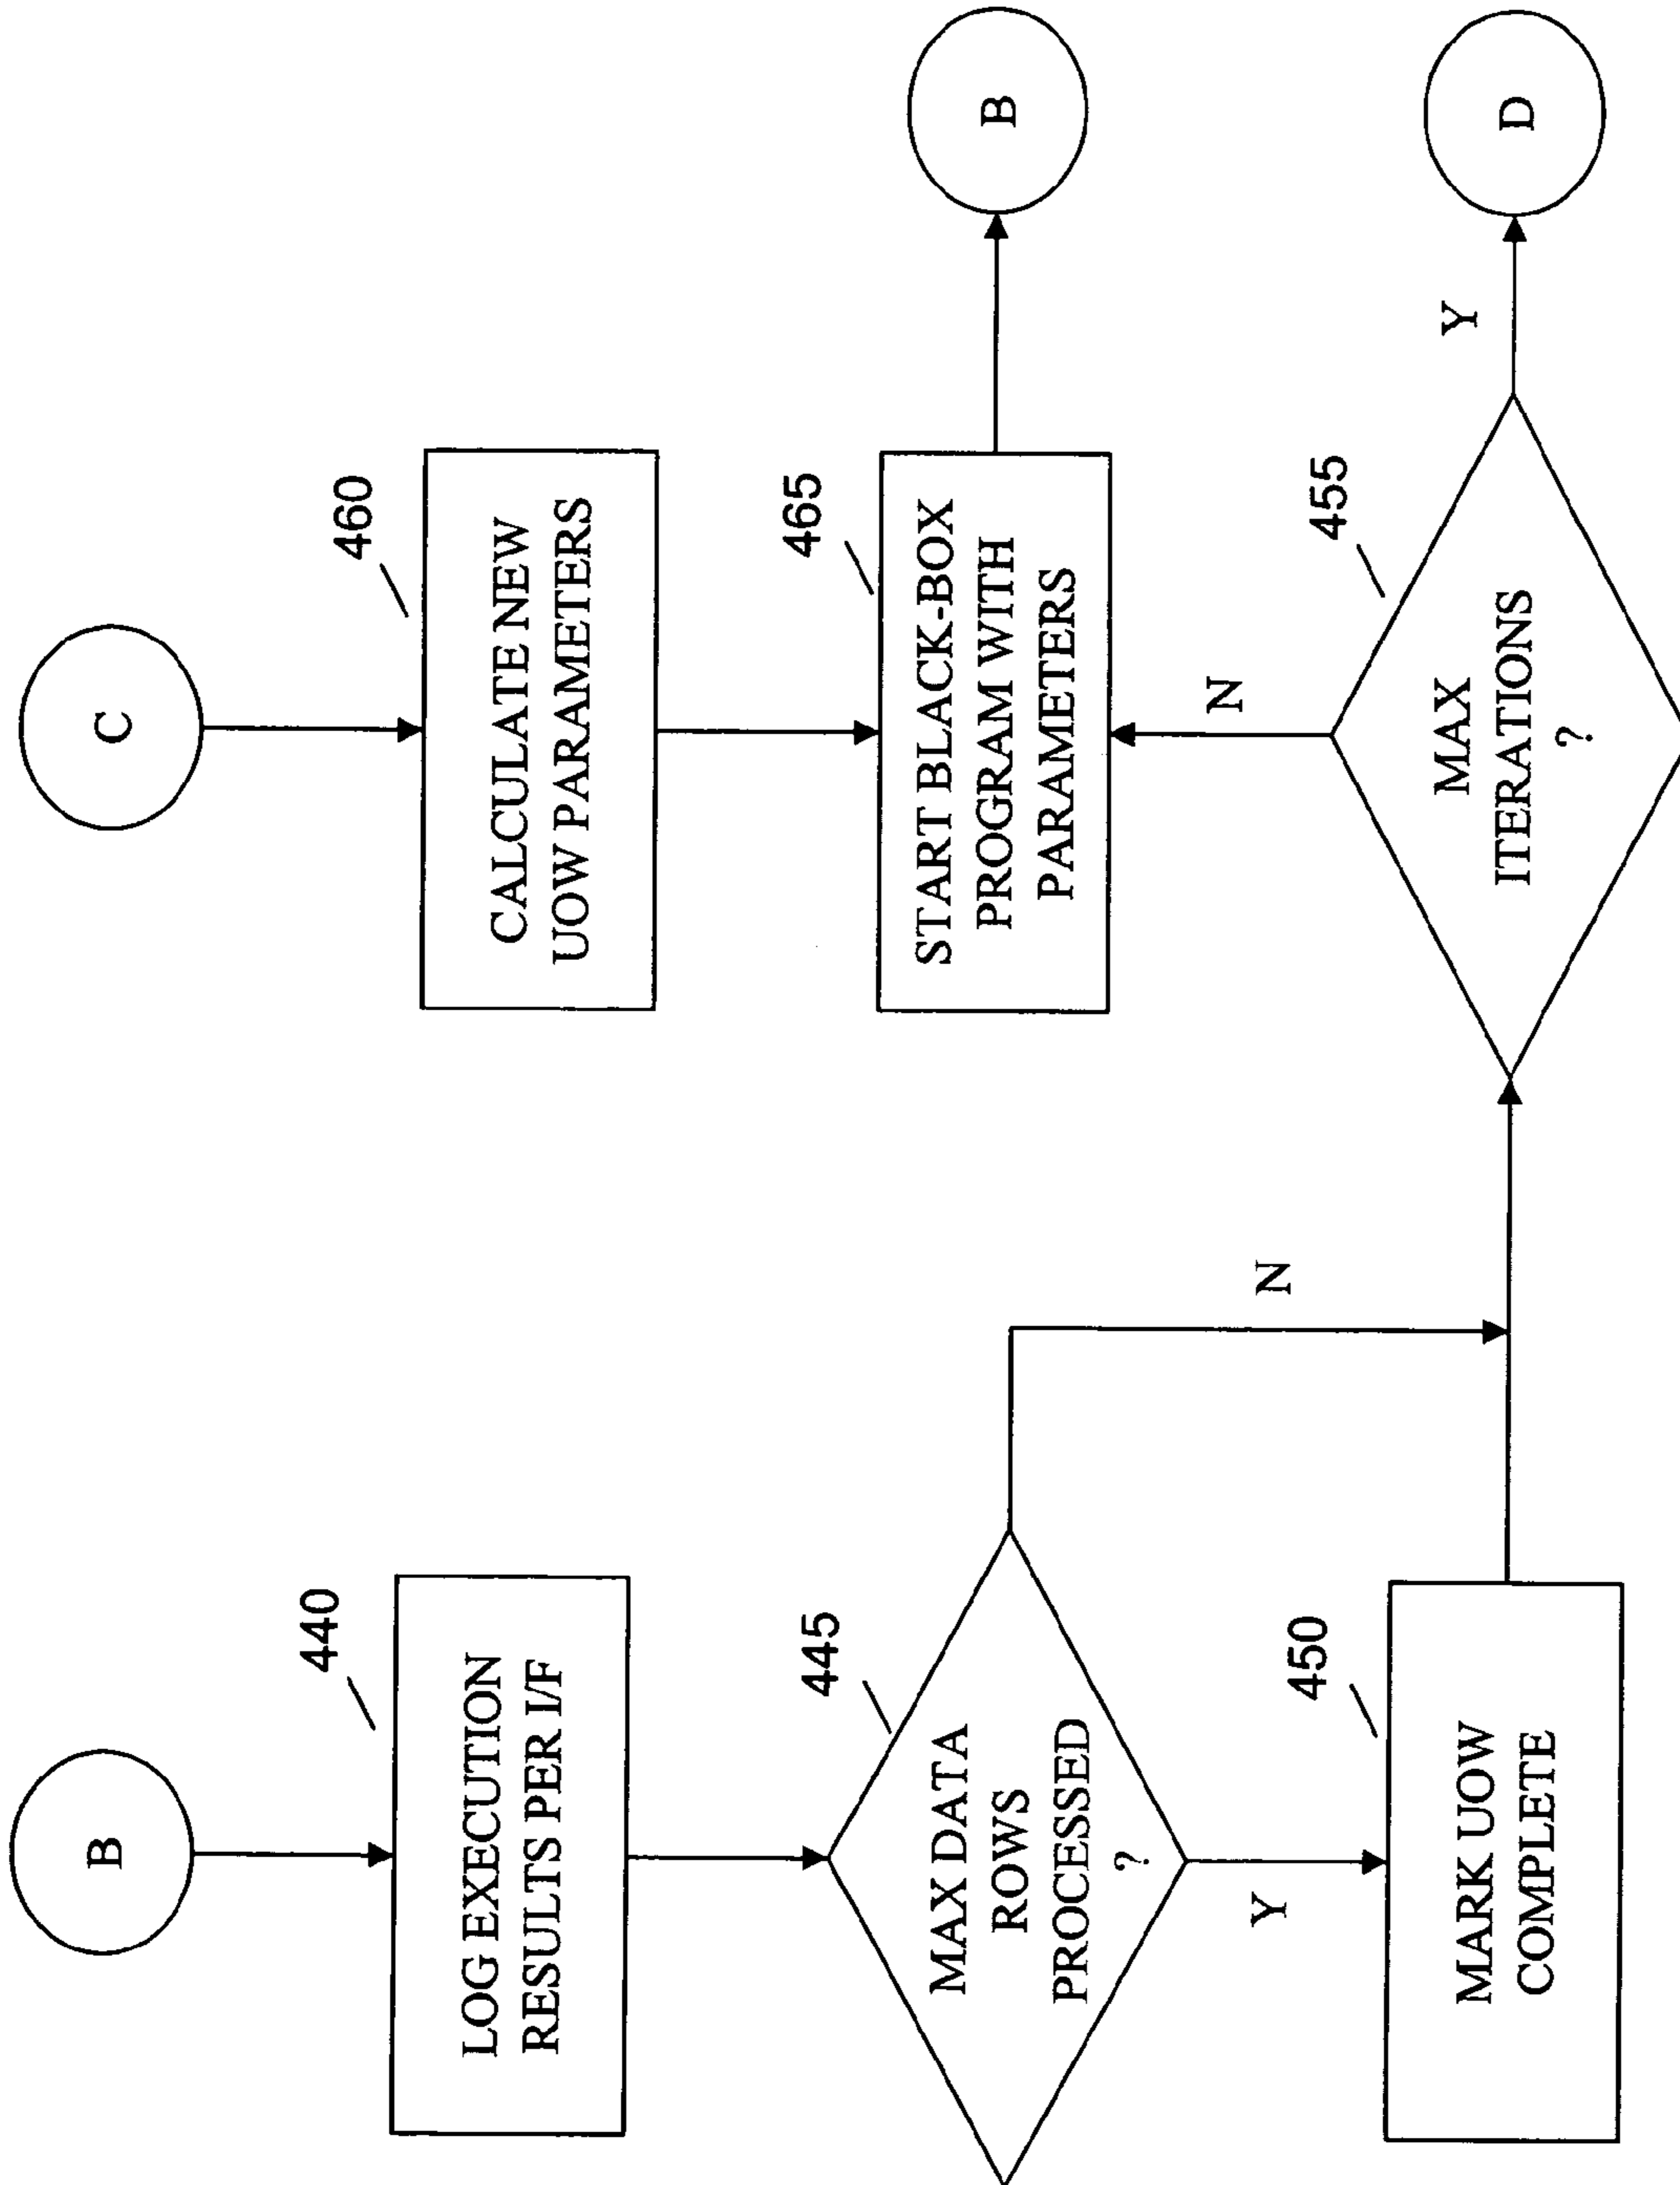 B
440
LOG EXECUTION
RESULTS PER I/F
445
MAX DATA
ROWS
PROCESSED
?
N
Y
450
MARK UOW
COMPLETE
C
460
CALCULATE NEW
UOW PARAMETERS
465
START BLACK-BOX
PROGRAM WITH
PARAMETERS
B
N
455
MAX
ITERATIONS
?
Y
D